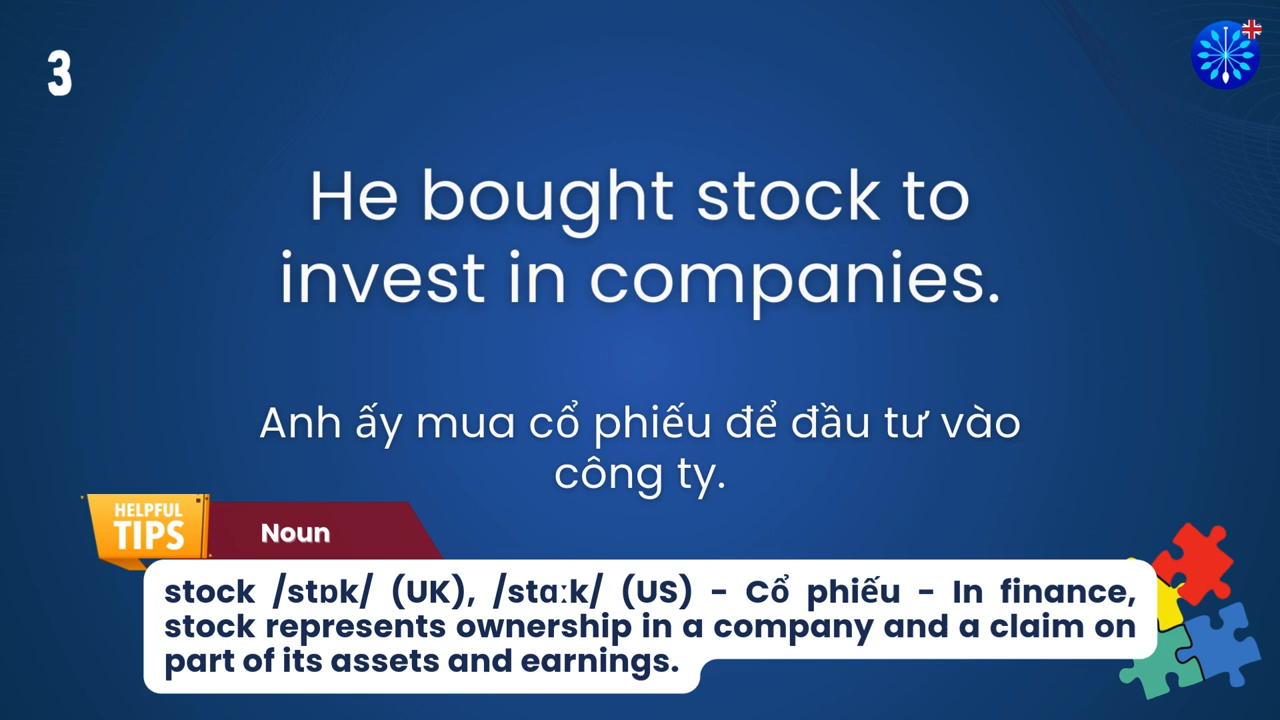 3
He bought stock to
invest in companies.
Anh ấy mua cổ phiếu để đầu tư vào
công ty.
HELPFUL
TIPS
Noun
stock /stɒk/ (UK), /stɑːk/ (US) - Cổ phiếu - In finance,
stock represents ownership in a company and a claim on
part of its assets and earnings.